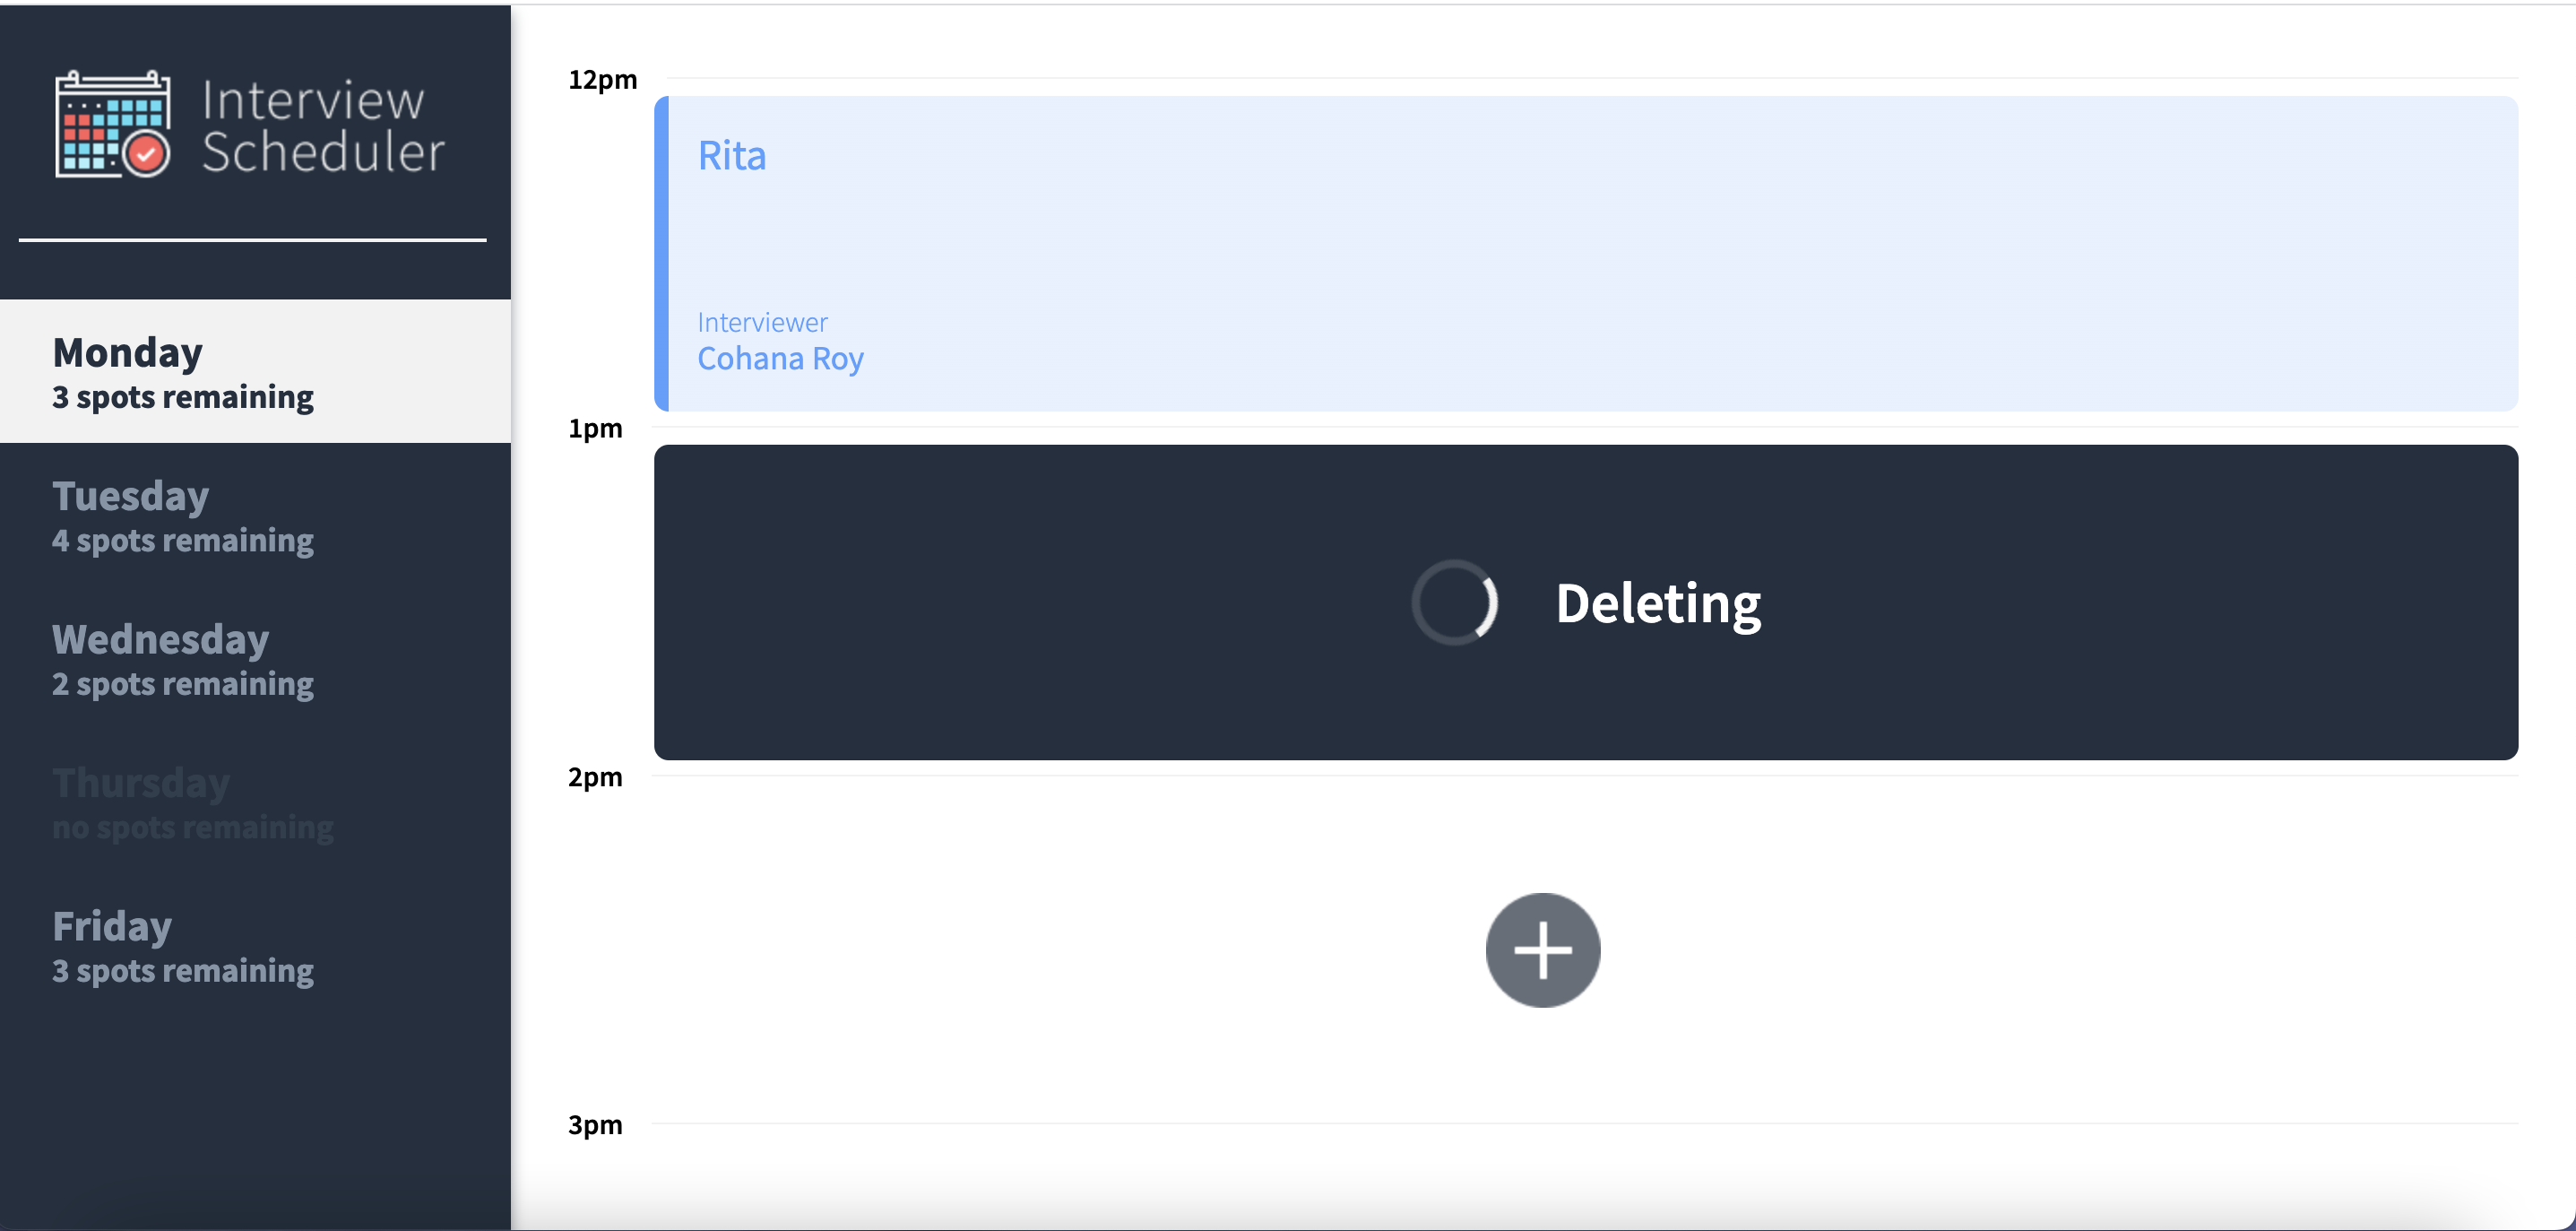 Interview
Scheduler
Monday
3 spots remaining
Tuesday
4 spots remaining
Wednesday
2 spots remaining
Thursday
no spots remaining
Friday
3 spots remaining
12pm
Rita
Interviewer
Cohana Roy
1pm
Deleting
2pm
3pm